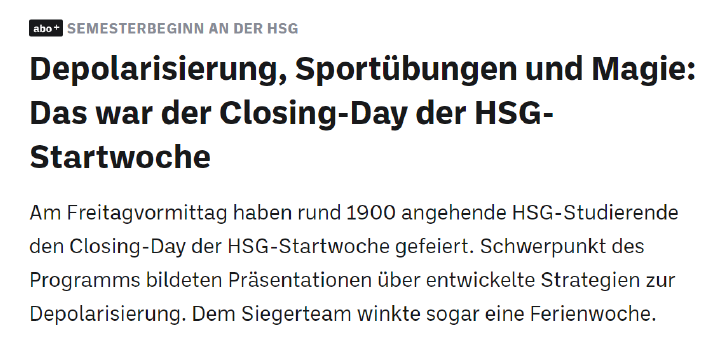 abo+ SEMESTERBEGINN AN DER HSG
Depolarisierung, Sportübungen und Magie:
Das war der Closing-Day der HSG-
Startwoche
Am Freitagvormittag haben rund 1900 angehende HSG-Studierende
den Closing-Day der HSG-Startwoche gefeiert. Schwerpunkt des
Programms bildeten Präsentationen über entwickelte Strategien zur
Depolarisierung. Dem Siegerteam winkte sogar eine Ferienwoche.